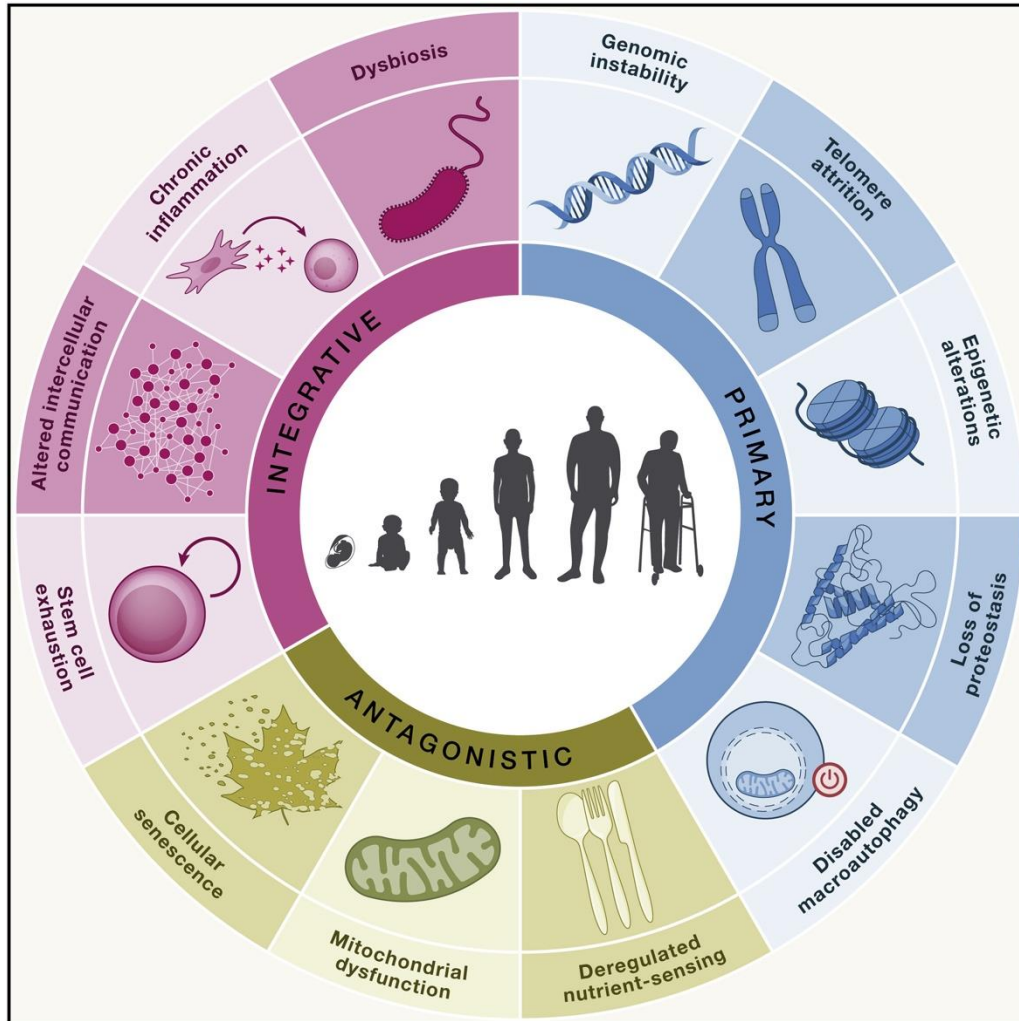 Dysbiosis
Genomic
instability
Telomere
attrition
Epigenetic
alterations
Loss of
proteostasis
Disabled
macroautophagy
Deregulated
nutrient-sensing
Mitochondrial
dysfunction
Cellular
senescence
Stem cell
exhaustion
Altered intercellular
communication
Chronic
inflammation
INTEGRATIVE
PRIMARY
ANTAGONISTIC